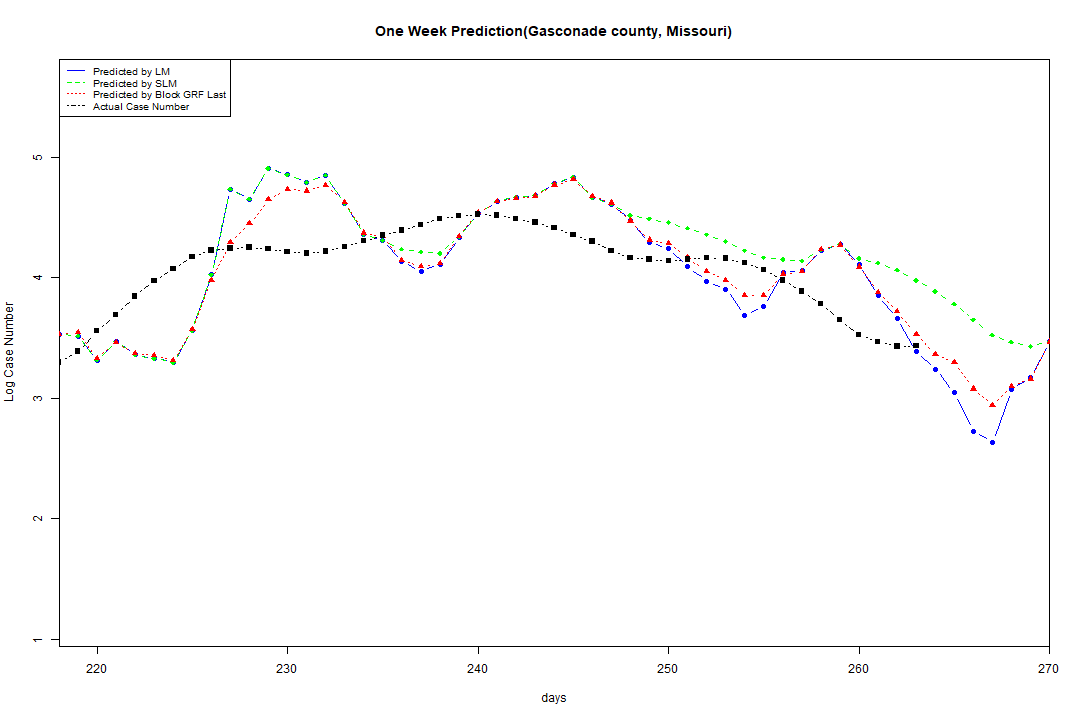 One Week Prediction(Gasconade county, Missouri)
Predicted by LM
Predicted by SLM
Predicted by Block GRF Last
Actual Case Number
5
4
3
2
1
Log Case Number
220 230 240 250 260 270
days